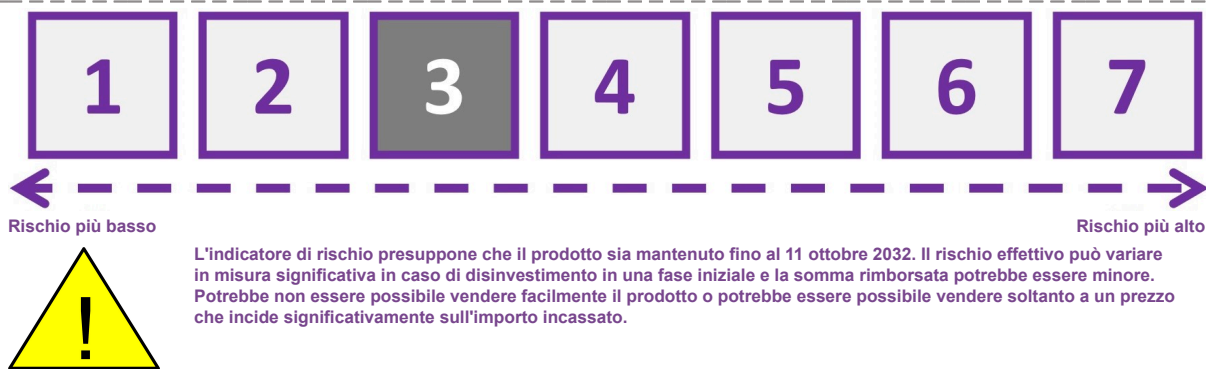 1 2 3 4 5 6 7
Rischio più basso Rischio più alto
L'indicatore di rischio presuppone che il prodotto sia mantenuto fino al 11 ottobre 2032. Il rischio effettivo può variare
in misura significativa in caso di disinvestimento in una fase iniziale e la somma rimborsata potrebbe essere minore.
Potrebbe non essere possibile vendere facilmente il prodotto o potrebbe essere possibile vendere soltanto a un prezzo
che incide significativamente sull'importo incassato.
!